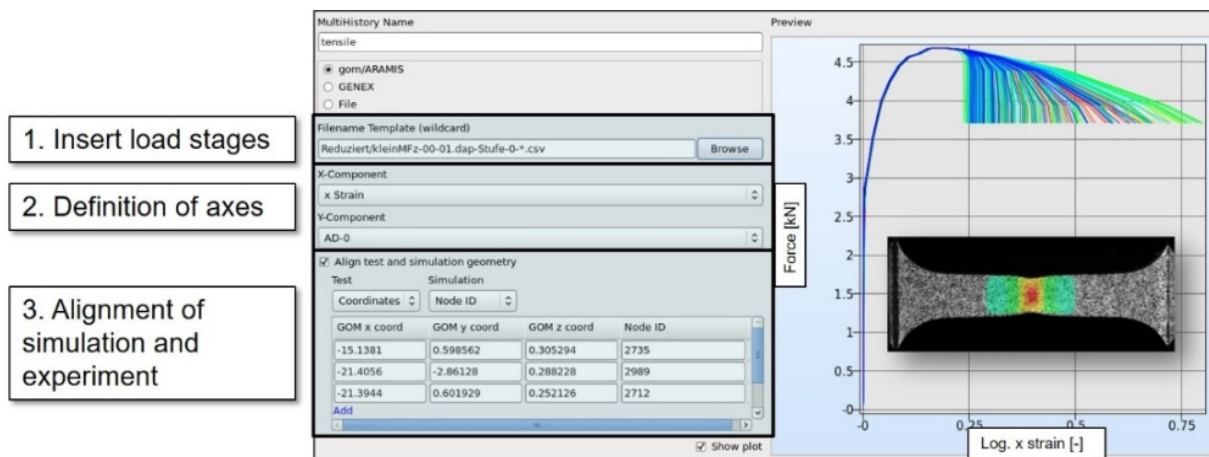 1. Insert load stages
2. Definition of axes
3. Alignment of
simulation and
experiment
MultiHistory Name
tensile
gom/ARAMIS
GENEX
File
Filename Template (wildcard)
Reduziert/kleinMFz-00-01.dap-Stufe-0-*.csv
Browse
X-Component
x Strain
Y-Component
AD-0
Align test and simulation geometry
Test Simulation
Coordinates Node ID
GOM x coord GOM y coord GOM z coord Node ID
-15.1381 0.598562 0.305294 2735
-21.4056 -2.86128 0.288228 2989
-21.3944 0.601929 0.252126 2712
Add
Show plot
Preview
Force [kN]
4.5
4
3.5
3
2.5
2
1.5
1
0.5
-0
-0 0.25 0.5 0.75
Log. x strain [-]